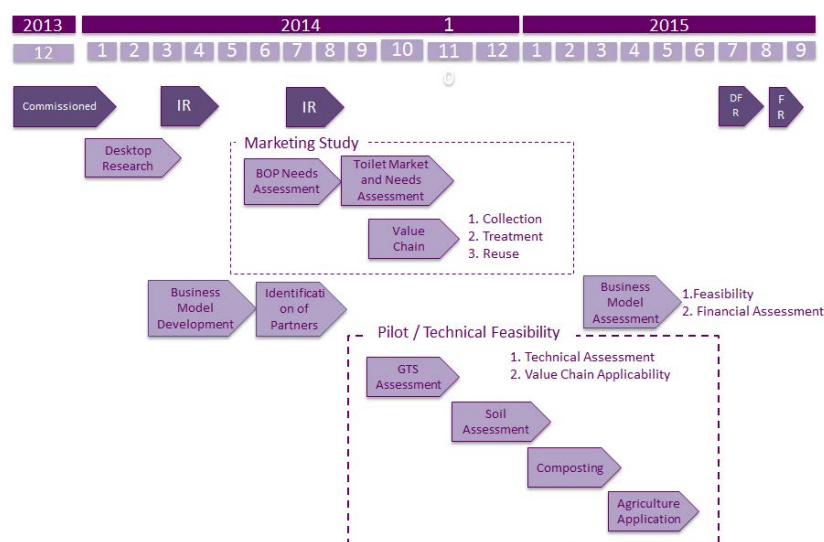 2013 2014 1 2015
12 1 2 3 4 5 6 7 8 9 10 11 12 1 2 3 4 5 6 7 8 9
0
Commissioned
IR
IR
DF
R
F
R
Marketing Study
Desktop
Research
BOP Needs
Assessment
Toilet Market
and Needs
Assessment
Value
Chain
1. Collection
2. Treatment
3. Reuse
Business
Model
Development
Identificati
on of
Partners
Business
Model
Assessment
1.Feasibility
2. Financial Assessment
Pilot / Technical Feasibility
GTS
Assessment
1. Technical Assessment
2. Value Chain Applicability
Soil
Assessment
Composting
Agriculture
Application